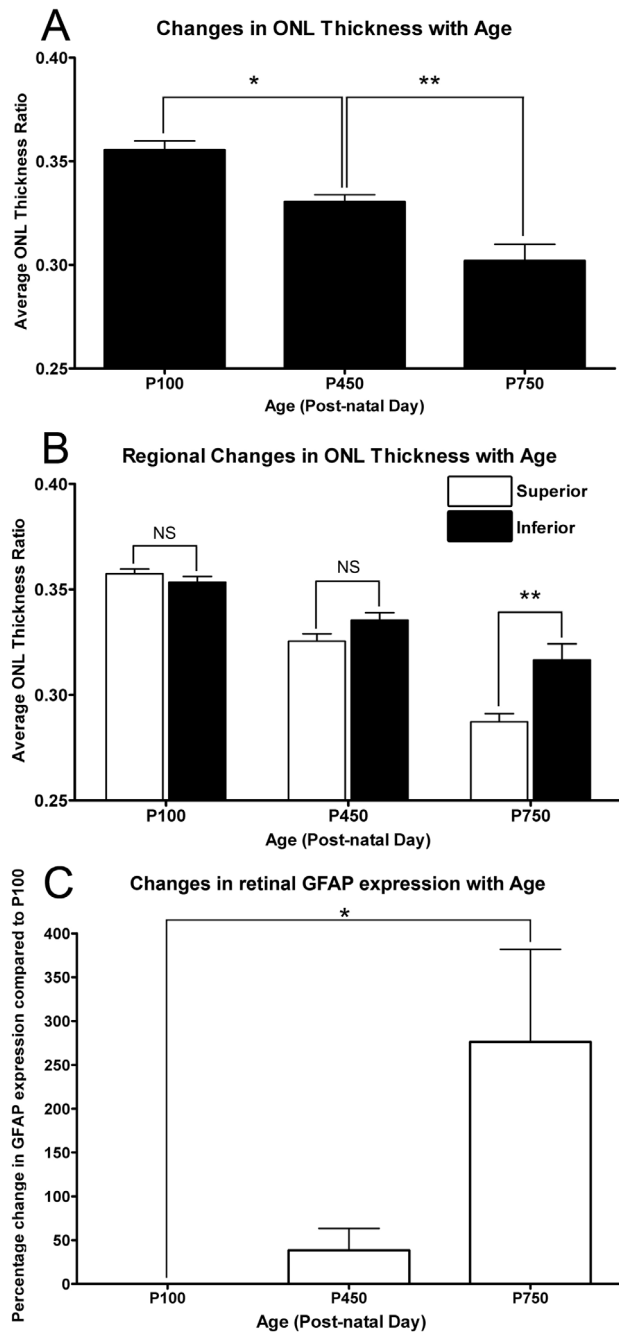 A
Changes in ONL Thickness with Age
Average ONL Thickness Ratio
0.40
0.35
0.30
0.25
*
**
P100 P450 P750
Age (Post-natal Day)
B
Regional Changes in ONL Thickness with Age
Average ONL Thickness Ratio
0.40
0.35
0.30
0.25
Superior
Inferior
NS
NS
**
P100 P450 P750
Age (Post-natal Day)
C
Changes in retinal GFAP expression with Age
Percentage change in GFAP expression compared to P100
400
350
300
250
200
150
100
50
0
*
P100 P450 P750
Age (Post-natal Day)